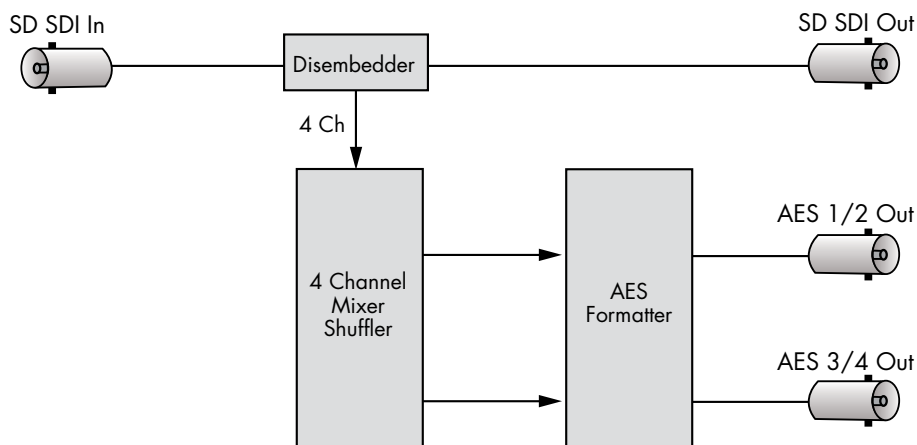 SD SDI In
SD SDI Out
Disembedder
4 Ch
AES 1/2 Out
4 Channel
Mixer
Shuffler
AES
Formatter
AES 3/4 Out